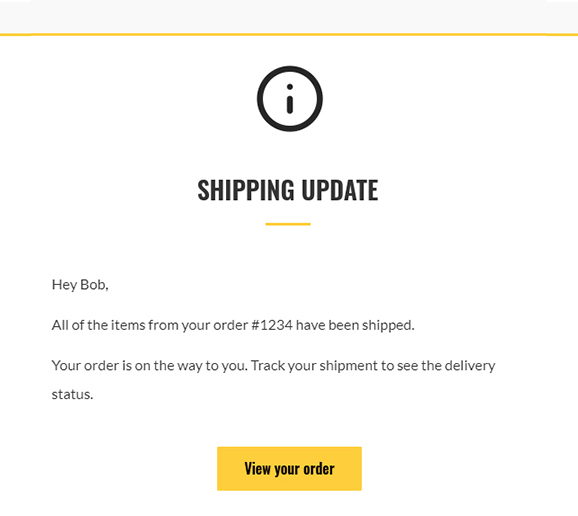 SHIPPING UPDATE
Hey Bob,
All of the items from your order #1234 have been shipped.
Your order is on the way to you. Track your shipment to see the delivery
status.
View your order